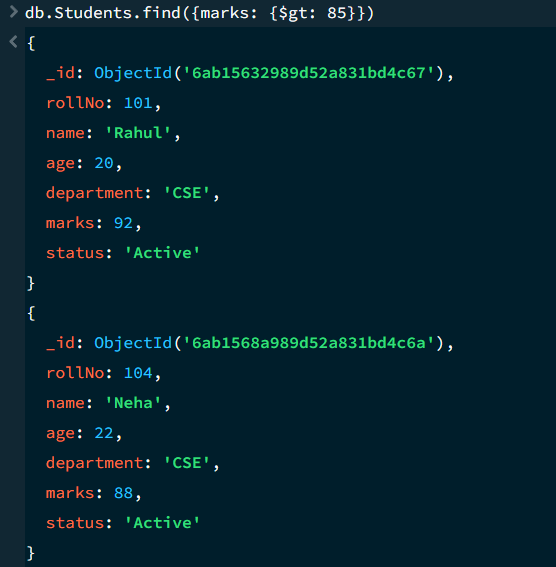 db.Students.find({marks: {$gt: 85}})
{
_id: ObjectId('6ab15632989d52a831bd4c67'),
rollNo: 101,
name: 'Rahul',
age: 20,
department: 'CSE',
marks: 92,
status: 'Active'
}
{
_id: ObjectId('6ab1568a989d52a831bd4c6a'),
rollNo: 104,
name: 'Neha',
age: 22,
department: 'CSE',
marks: 88,
status: 'Active'
}